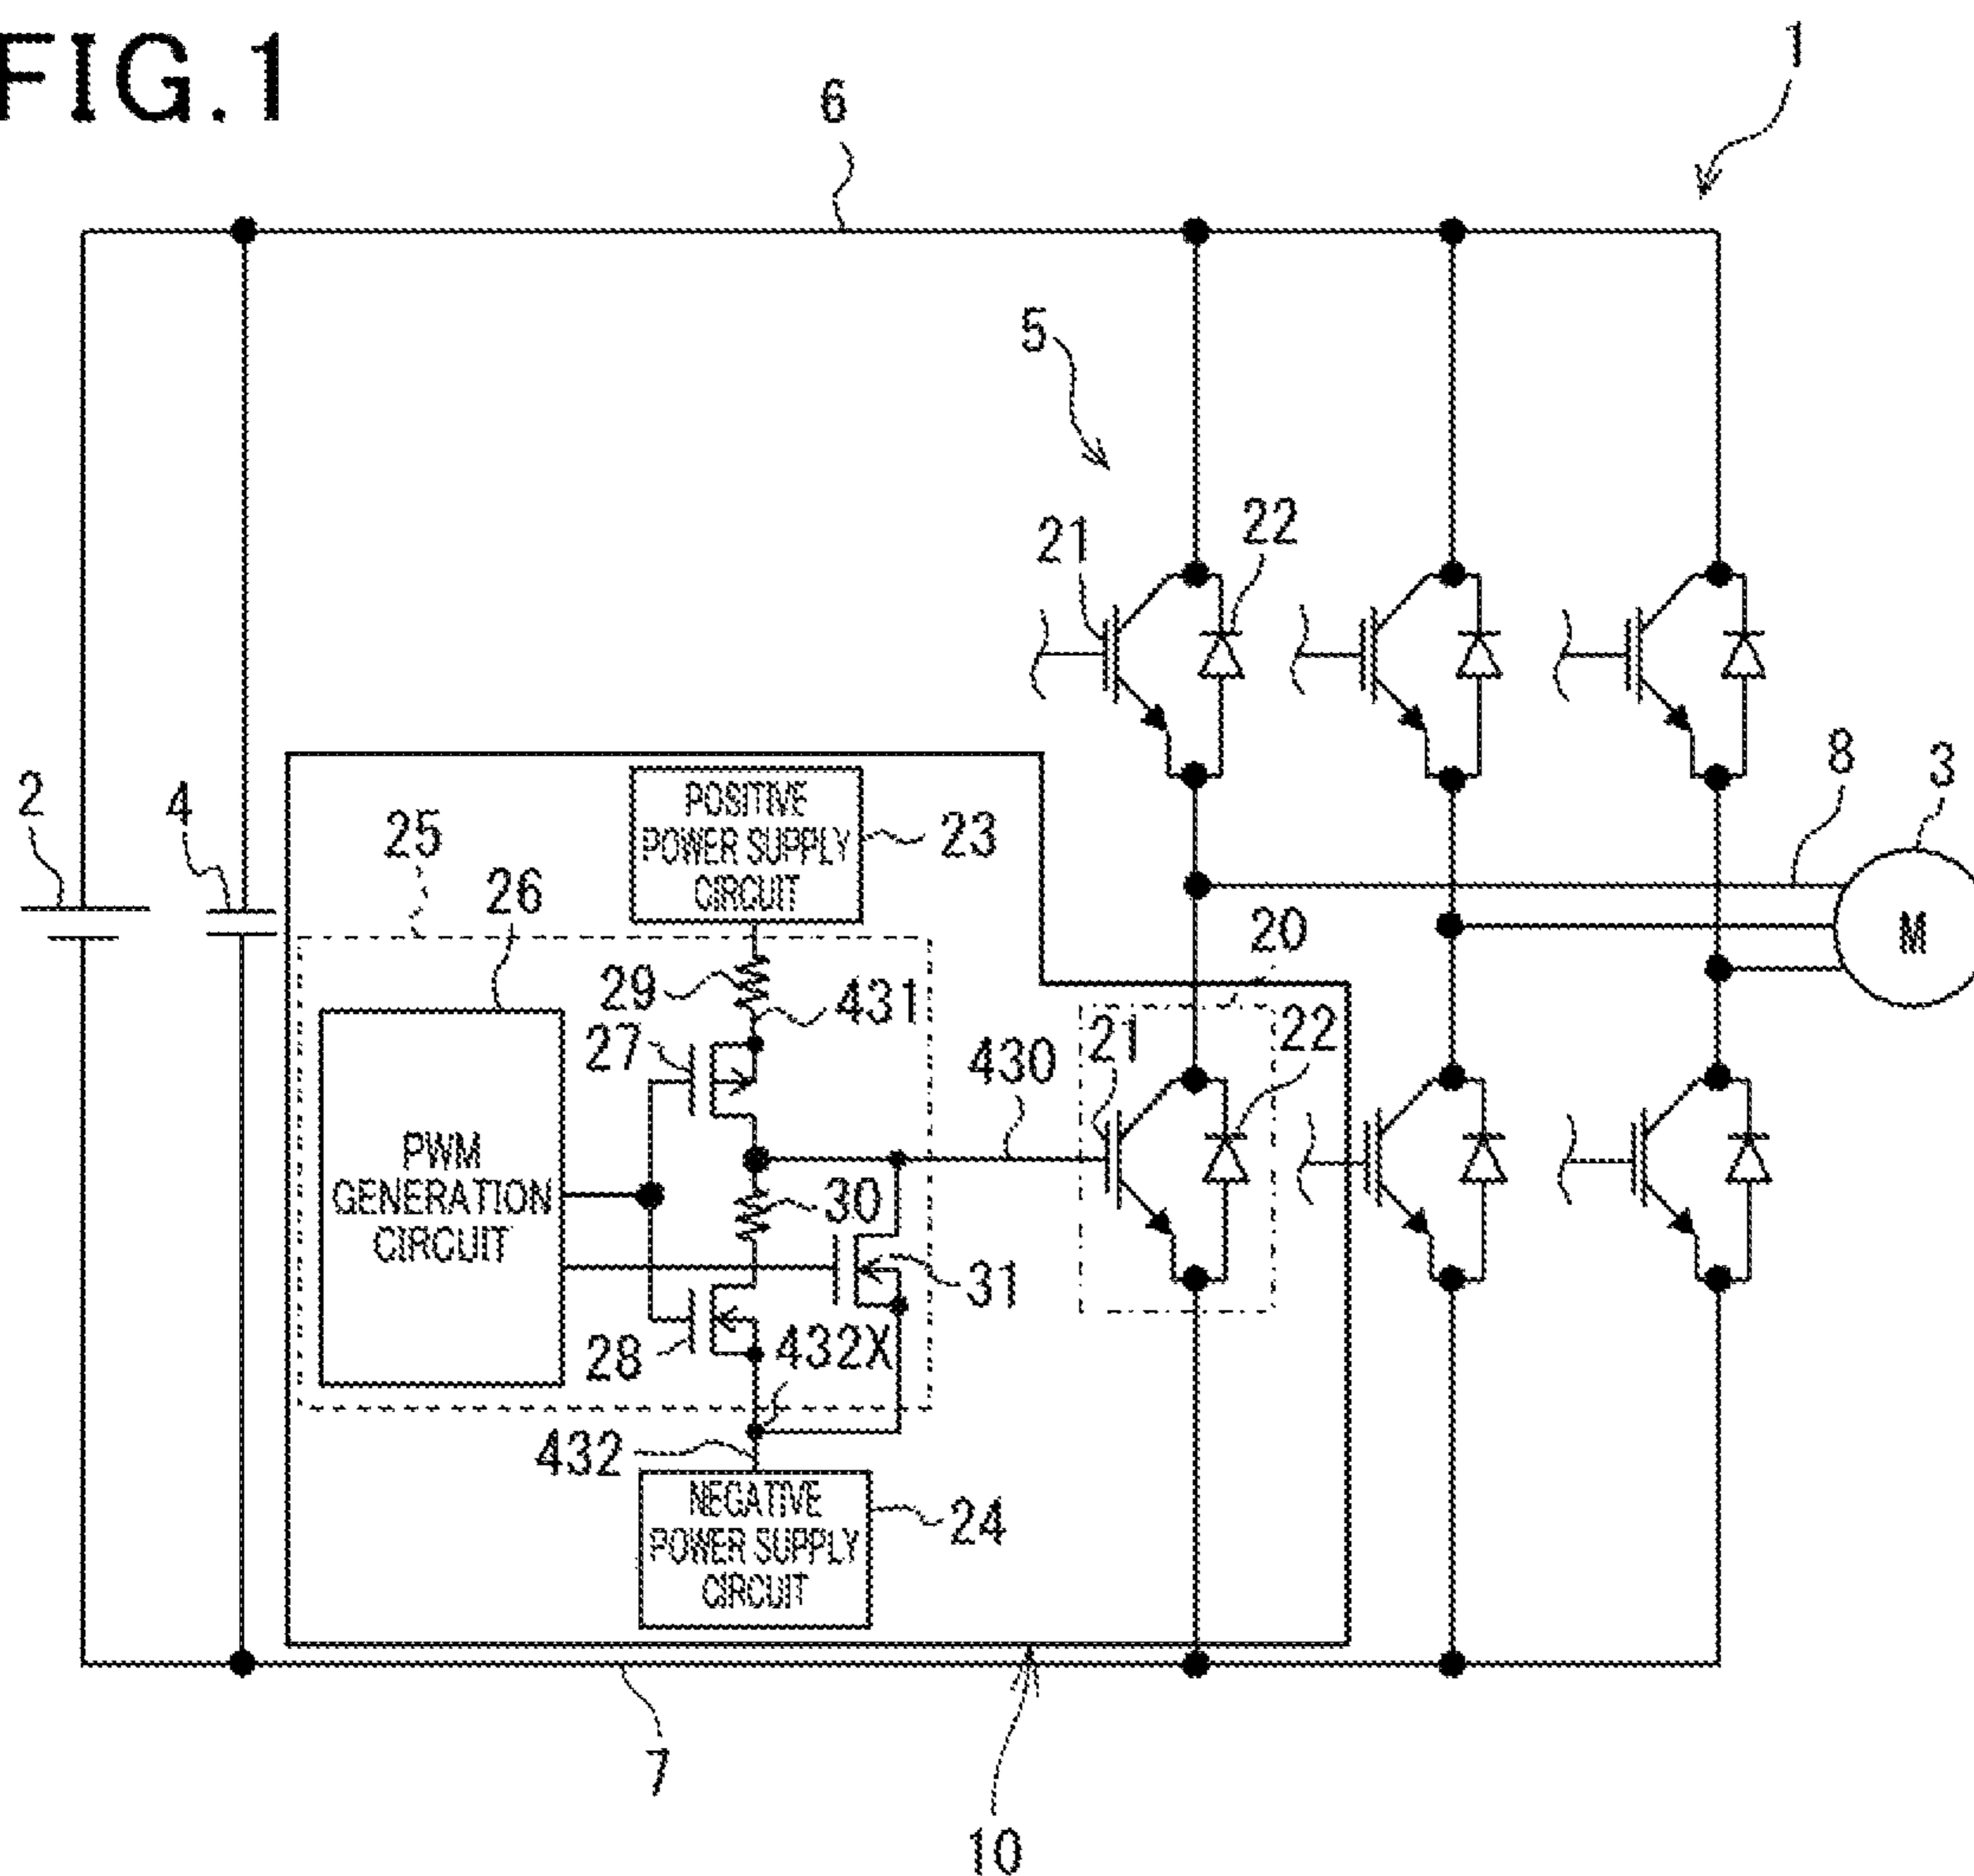 FIG.1
1
6
5
21
22
2
4
25
26
POSITIVE
POWER SUPPLY
CIRCUIT
23
8
3
M
20
29
431
27
430
21
22
PWM
GENERATION
CIRCUIT
30
31
28
432X
432
NEGATIVE
POWER SUPPLY
CIRCUIT
24
7
10